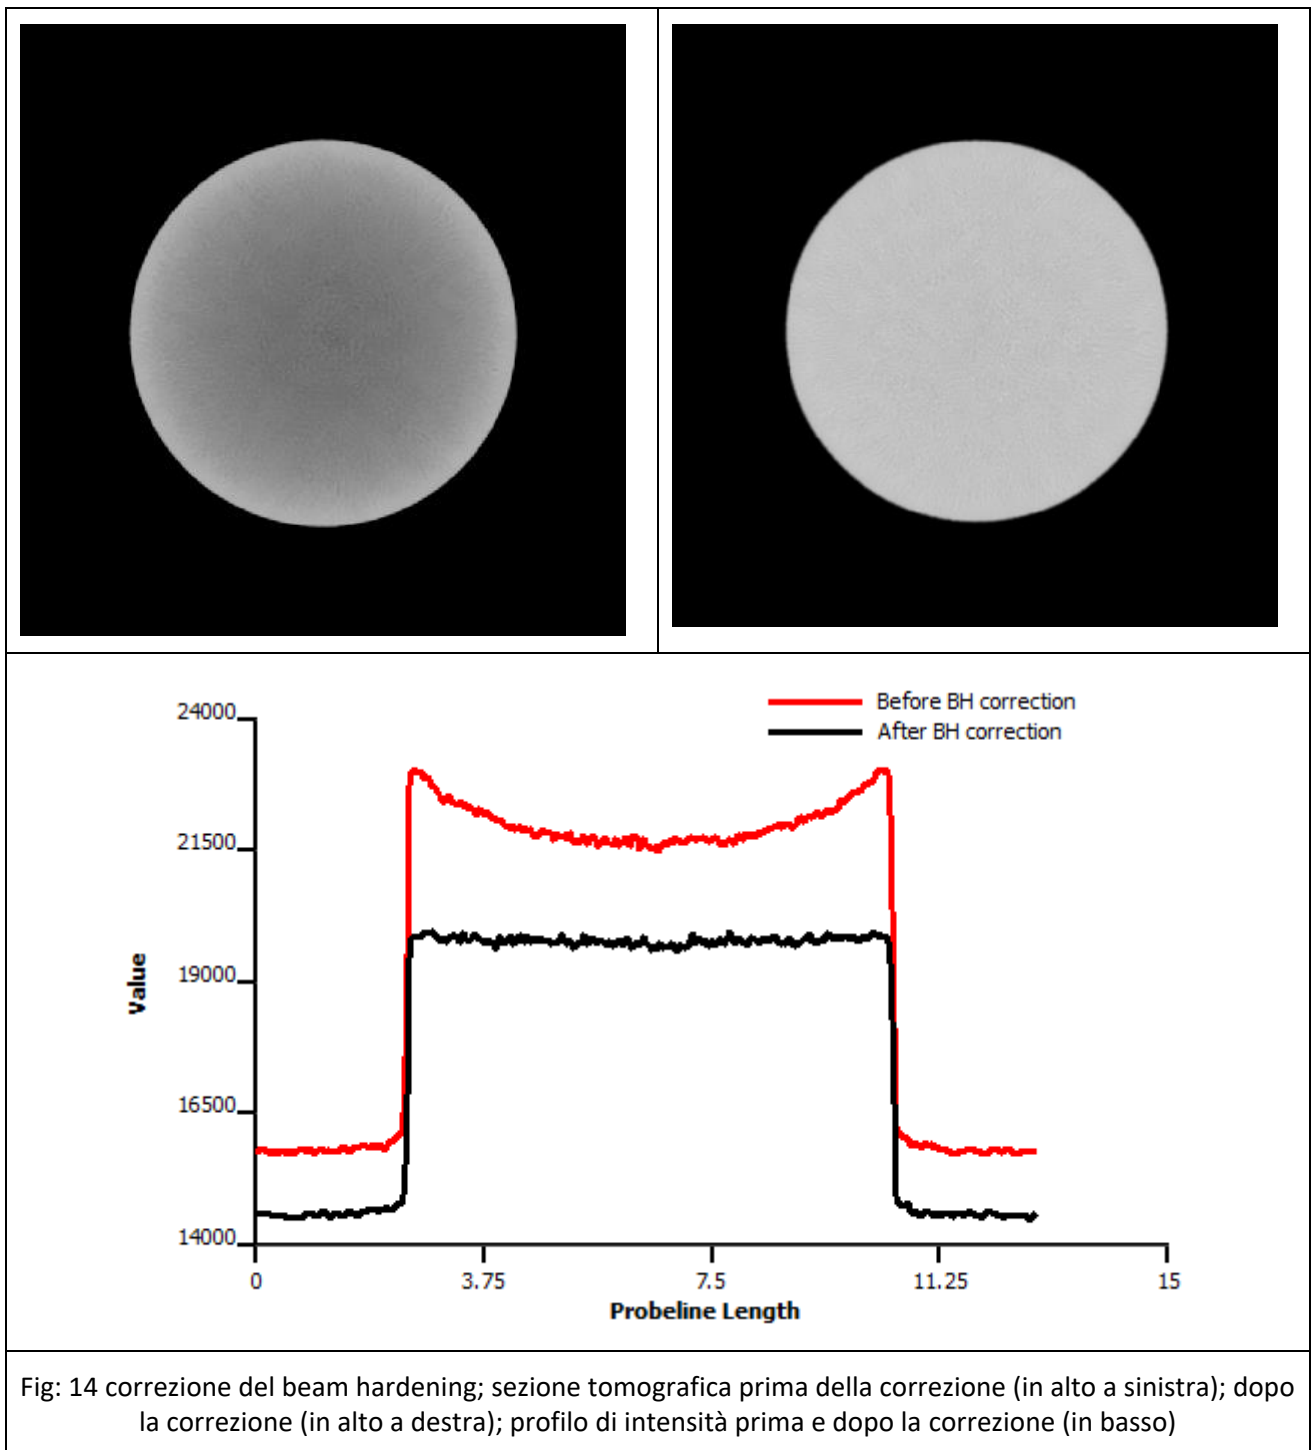 Before BH correction
After BH correction
24000
21500
19000
16500
14000
Value
0 3.75 7.5 11.25 15
Probeline Length
Fig: 14 correzione del beam hardening; sezione tomografica prima della correzione (in alto a sinistra); dopo
la correzione (in alto a destra); profilo di intensità prima e dopo la correzione (in basso)